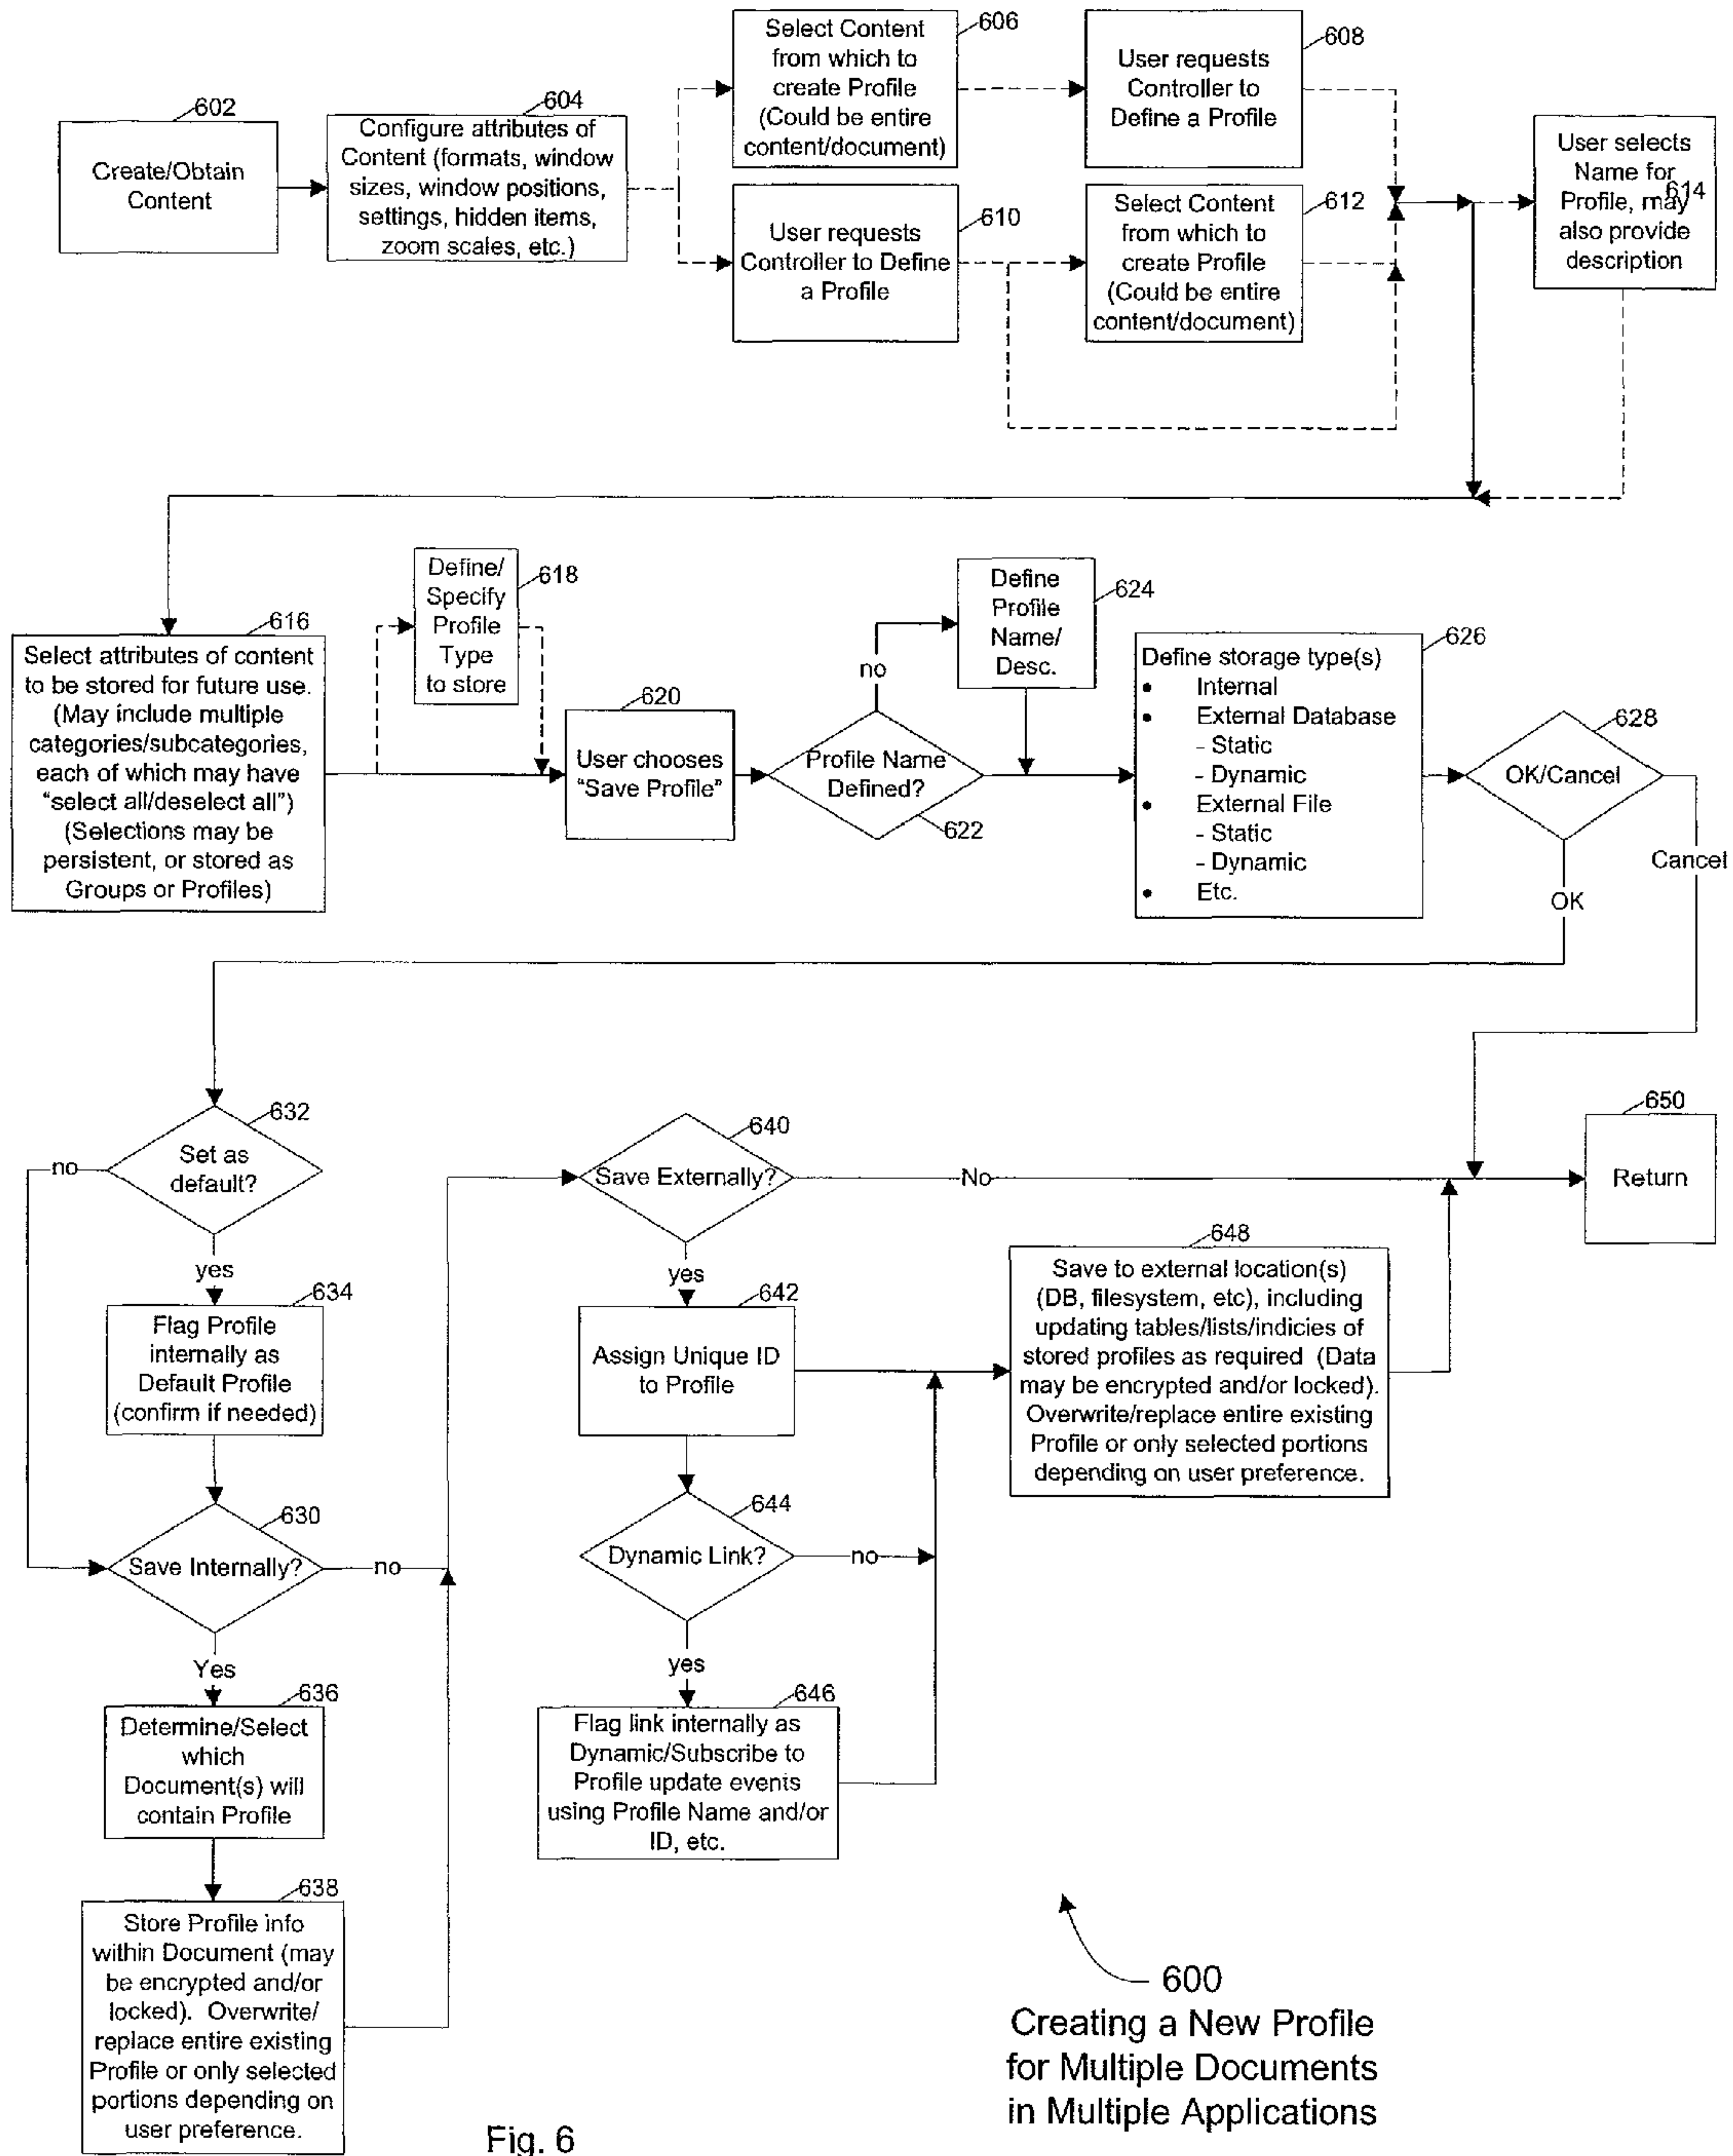 602
Create/Obtain
Content
604
Configure attributes of
Content (formats, window
sizes, window positions,
settings, hidden items,
zoom scales, etc.)
606
Select Content
from which to
create Profile
(Could be entire
content/document)
608
User requests
Controller to
Define a Profile
610
User requests
Controller to Define
a Profile
612
Select Content
from which to
create Profile
(Could be entire
content/document)
614
User selects
Name for
Profile, may
also provide
description
616
Select attributes of content
to be stored for future use.
(May include multiple
categories/subcategories,
each of which may have
“select all/deselect all”)
(Selections may be
persistent, or stored as
Groups or Profiles)
618
Define/
Specify
Profile
Type
to store
620
User chooses
“Save Profile”
Profile Name
Defined?
622
no
624
Define
Profile
Name/
Desc.
626
Define storage type(s)
• Internal
• External Database
- Static
- Dynamic
• External File
- Static
- Dynamic
• Etc.
628
OK/Cancel
Cancel
OK
632
Set as
default?
no
yes
634
Flag Profile
internally as
Default Profile
(confirm if needed)
630
Save Internally?
no
Yes
636
Determine/Select
which
Document(s) will
contain Profile
638
Store Profile info
within Document (may
be encrypted and/or
locked). Overwrite/
replace entire existing
Profile or only selected
portions depending on
user preference.
640
Save Externally?
No
yes
642
Assign Unique ID
to Profile
644
Dynamic Link?
no
yes
646
Flag link internally as
Dynamic/Subscribe to
Profile update events
using Profile Name and/or
ID, etc.
648
Save to external location(s)
(DB, filesystem, etc), including
updating tables/lists/indicies of
stored profiles as required (Data
may be encrypted and/or locked).
Overwrite/replace entire existing
Profile or only selected portions
depending on user preference.
650
Return
600
Creating a New Profile
for Multiple Documents
in Multiple Applications
Fig. 6